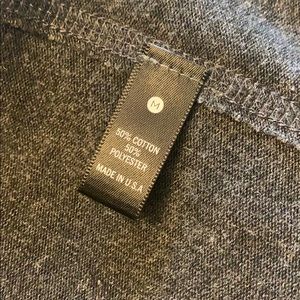 M
50% COTTON
50%
POLYESTER
MADE IN U.S.A